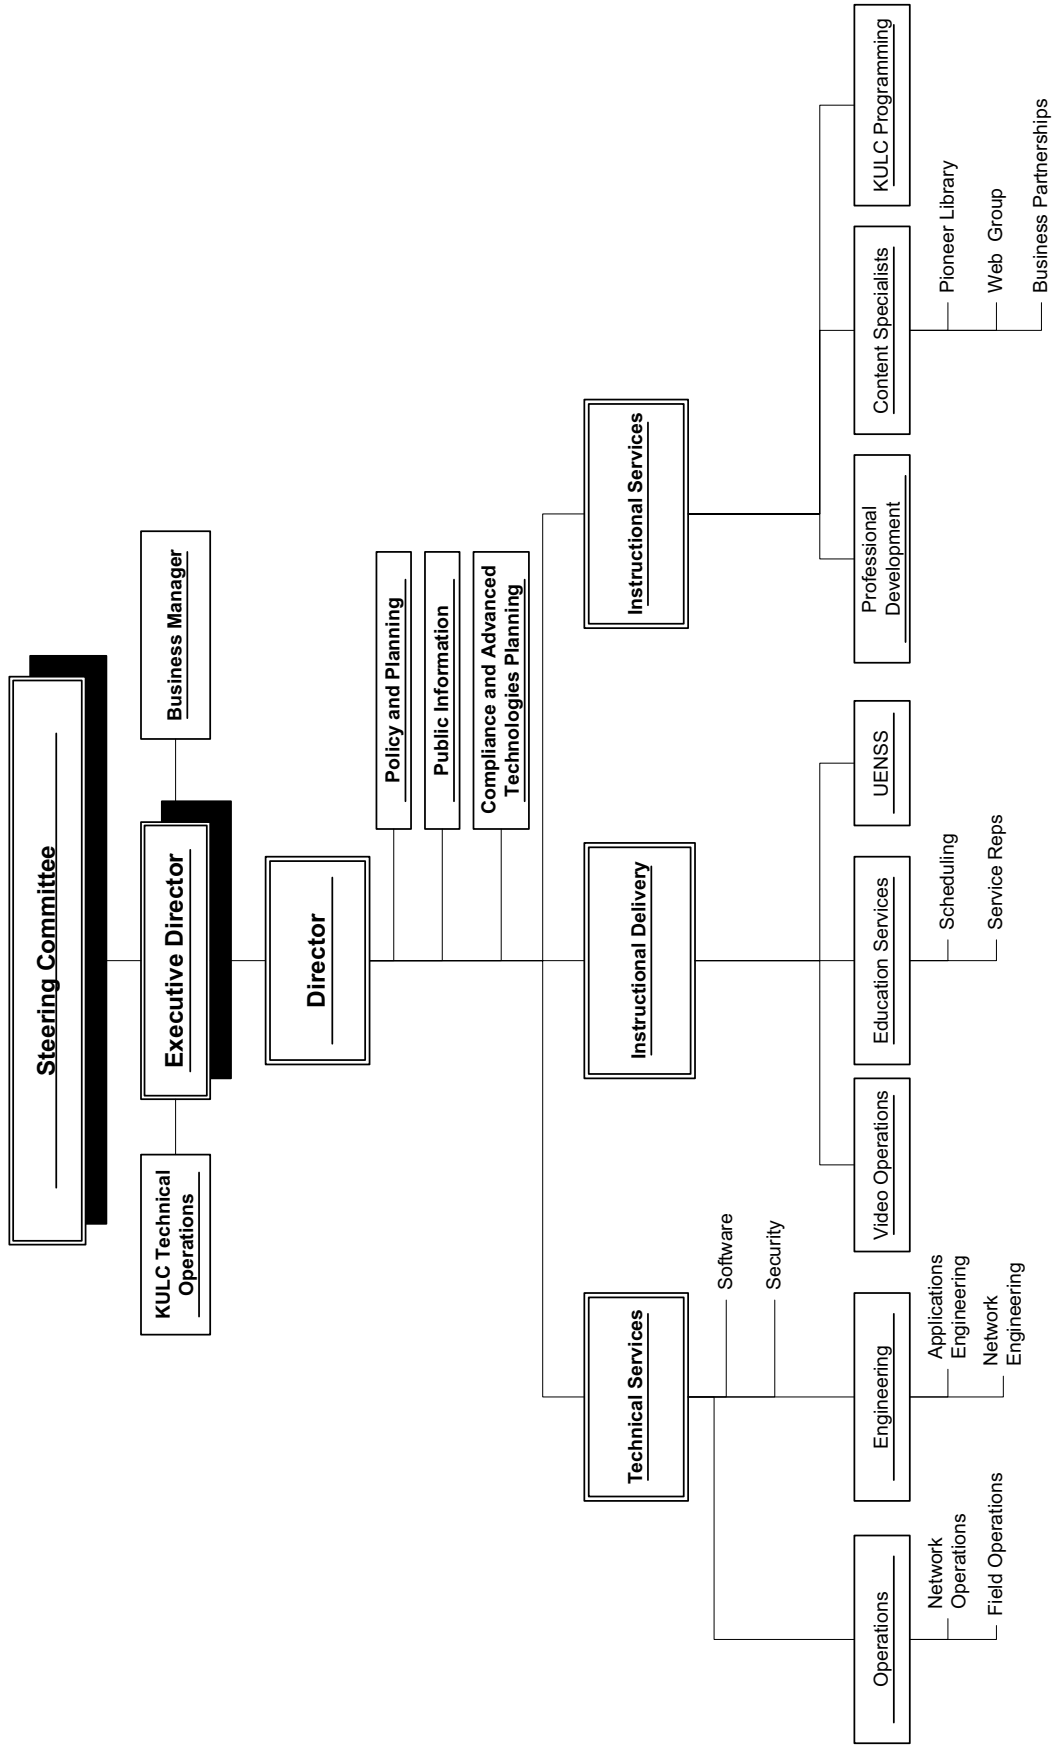 Steering Committee
KULC Technical
Operations
Executive Director
Business Manager
Director
Policy and Planning
Public Information
Compliance and Advanced
Technologies Planning
Technical Services
Instructional Delivery
Instructional Services
Software
Security
Operations
Engineering
Video Operations
Education Services
UENSS
Professional
Development
Content Specialists
KULC Programming
Network
Operations
Field Operations
Applications
Engineering
Network
Engineering
Scheduling
Service Reps
Pioneer Library
Web Group
Business Partnerships